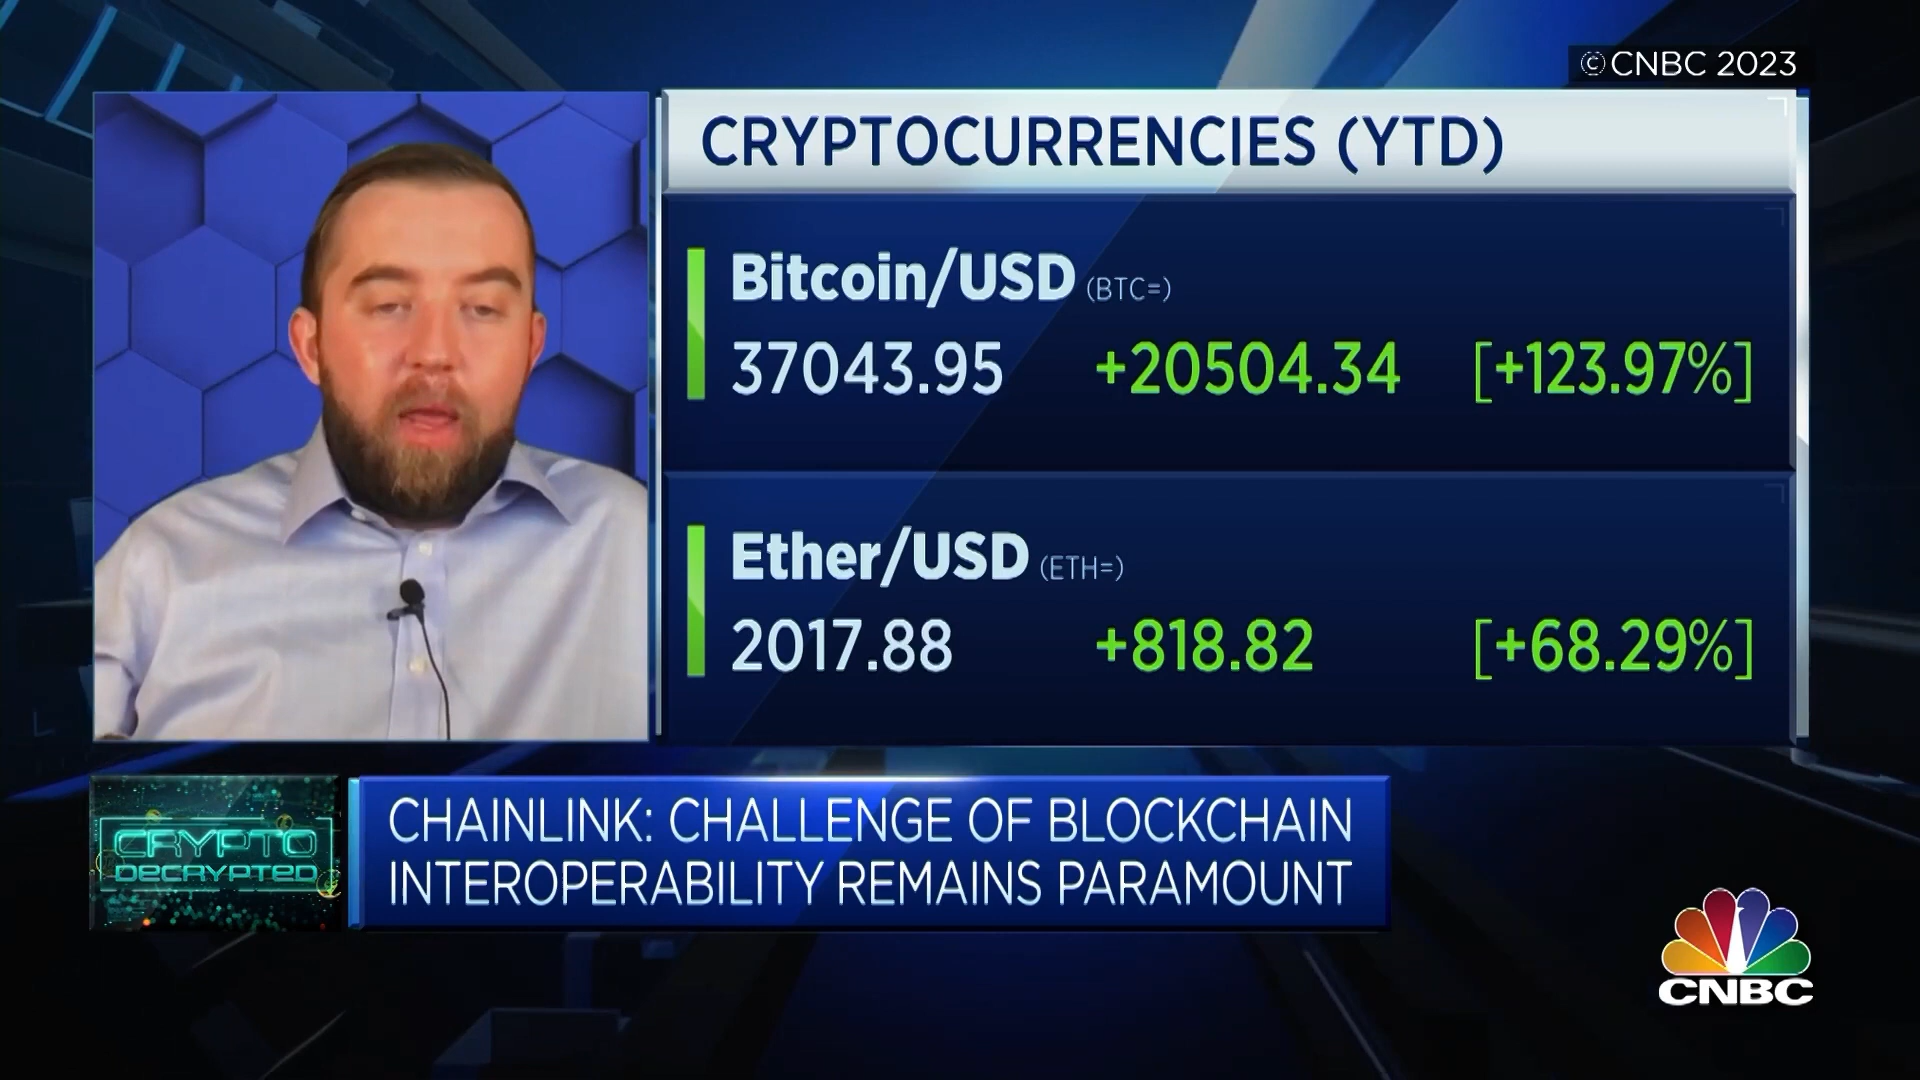 ©CNBC 2023
CRYPTOCURRENCIES (YTD)
Bitcoin/USD (BTC=)
37043.95 +20504.34 [+123.97%]
Ether/USD (ETH=)
2017.88 +818.82 [+68.29%]
CRYPTO
DECRYPTED
CHAINLINK: CHALLENGE OF BLOCKCHAIN
INTEROPERABILITY REMAINS PARAMOUNT
CNBC